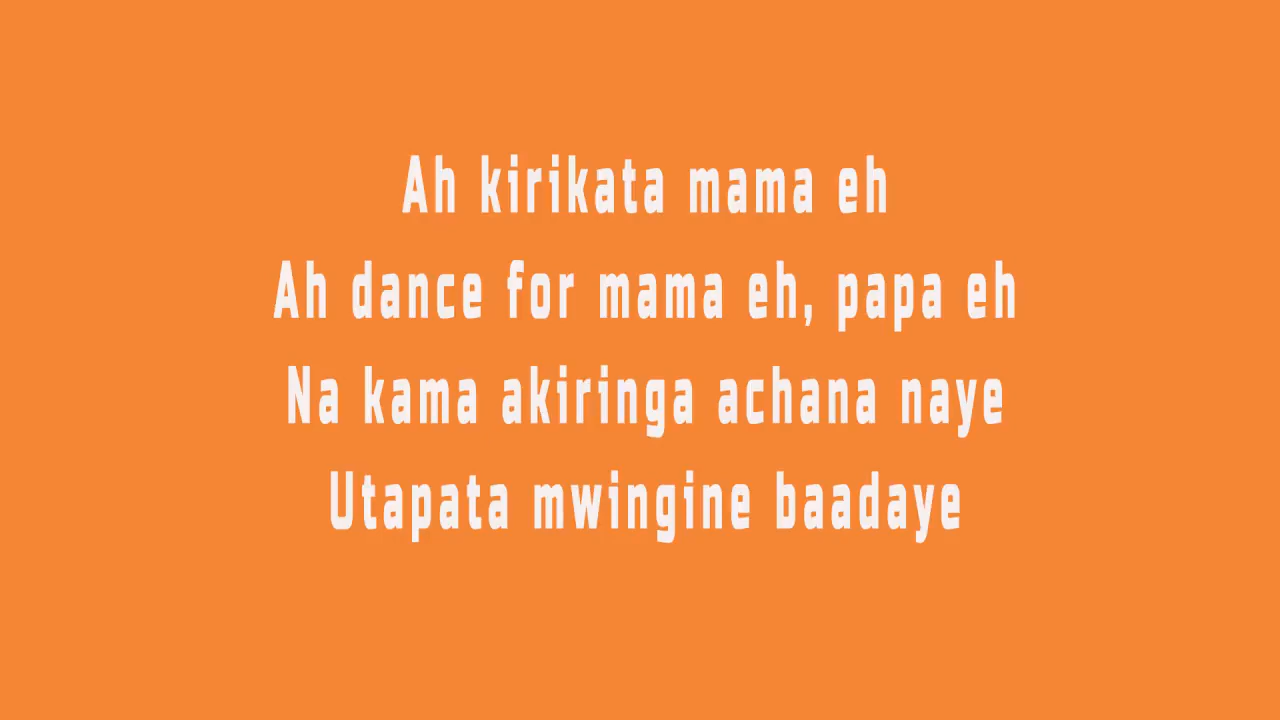 Ah kirikata mama eh
Ah dance for mama eh, papa eh
Na kama akiringa achana naye
Utapata mwingine baadaye